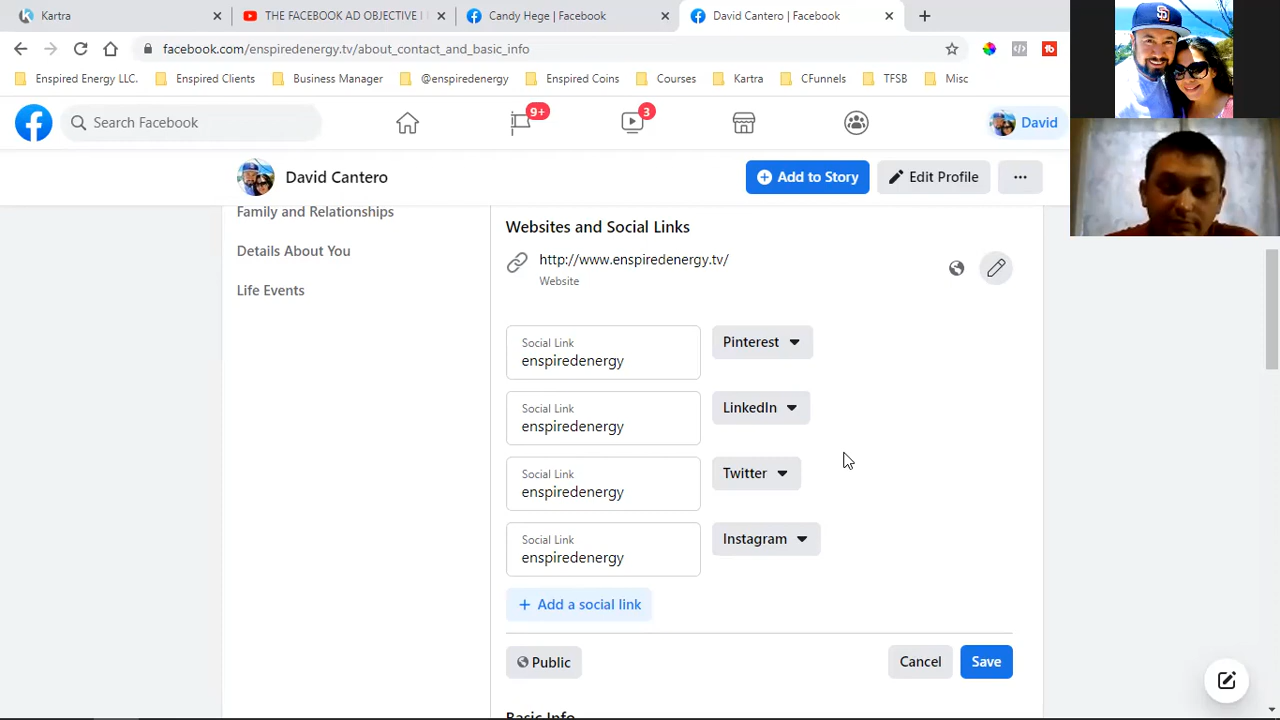 Kartra
THE FACEBOOK AD OBJECTIVE I
Candy Hege | Facebook
David Cantero | Facebook
facebook.com/enspiredenergy.tv/about_contact_and_basic_info
Enspired Energy LLC.
Enspired Clients
Business Manager
@enspiredenergy
Enspired Coins
Courses
Kartra
CFunnels
TFSB
Misc
Search Facebook
9+
3
David
David Cantero
Add to Story
Edit Profile
Family and Relationships
Details About You
Life Events
Websites and Social Links
http://www.enspiredenergy.tv/
Website
Social Link
enspiredenergy
Pinterest
Social Link
enspiredenergy
LinkedIn
Social Link
enspiredenergy
Twitter
Social Link
enspiredenergy
Instagram
+ Add a social link
Public
Cancel
Save
Basic Info